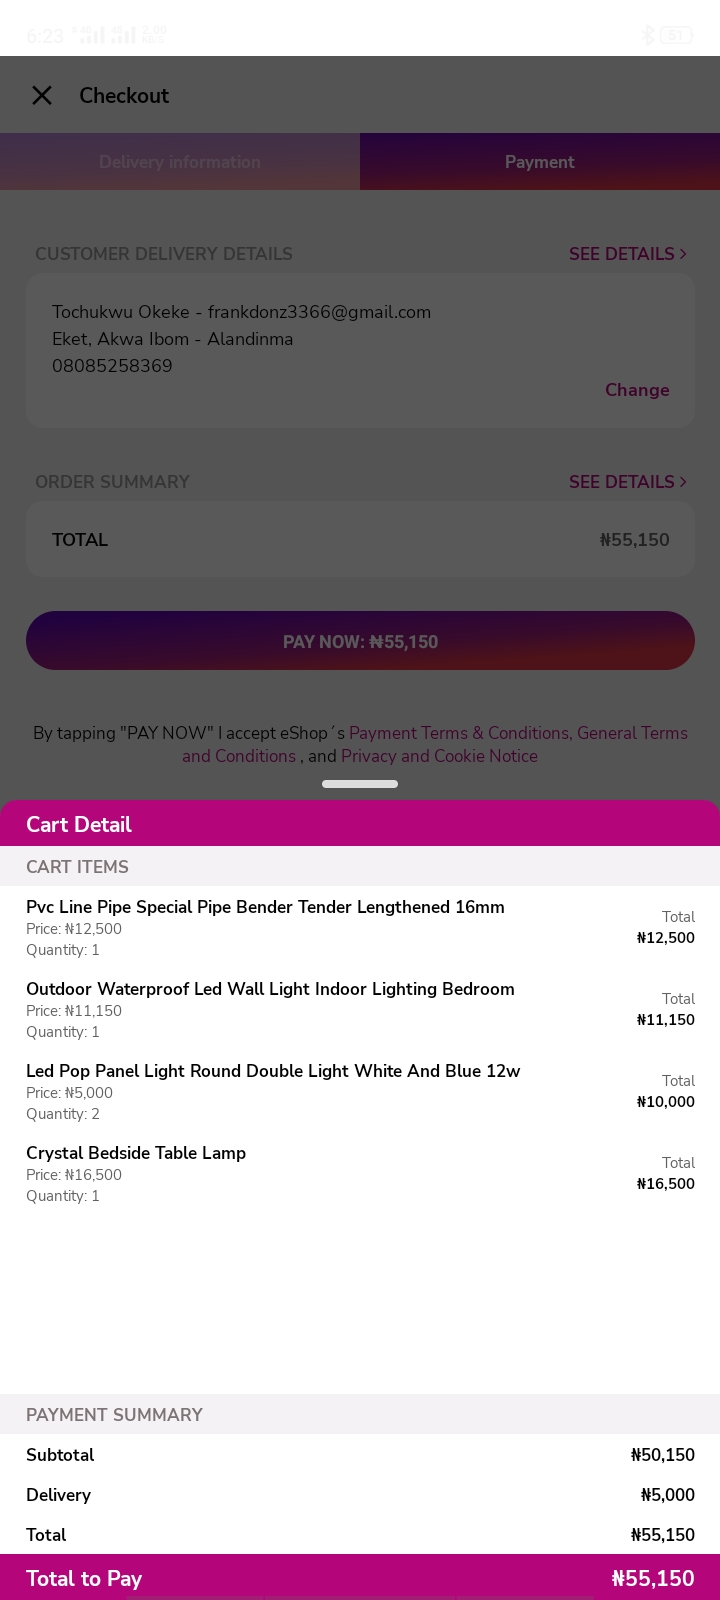 6:23
2.00
KB/S
51
Checkout
Delivery information
Payment
CUSTOMER DELIVERY DETAILS
SEE DETAILS
Tochukwu Okeke - frankdonz3366@gmail.com
Eket, Akwa Ibom - Alandinma
08085258369
Change
ORDER SUMMARY
SEE DETAILS
TOTAL
₦55,150
PAY NOW: ₦55,150
By tapping "PAY NOW" I accept eShop´s Payment Terms & Conditions, General Terms
and Conditions , and Privacy and Cookie Notice
Cart Detail
CART ITEMS
Pvc Line Pipe Special Pipe Bender Tender Lengthened 16mm
Price: ₦12,500
Quantity: 1
Total
₦12,500
Outdoor Waterproof Led Wall Light Indoor Lighting Bedroom
Price: ₦11,150
Quantity: 1
Total
₦11,150
Led Pop Panel Light Round Double Light White And Blue 12w
Price: ₦5,000
Quantity: 2
Total
₦10,000
Crystal Bedside Table Lamp
Price: ₦16,500
Quantity: 1
Total
₦16,500
PAYMENT SUMMARY
Subtotal
₦50,150
Delivery
₦5,000
Total
₦55,150
Total to Pay
₦55,150